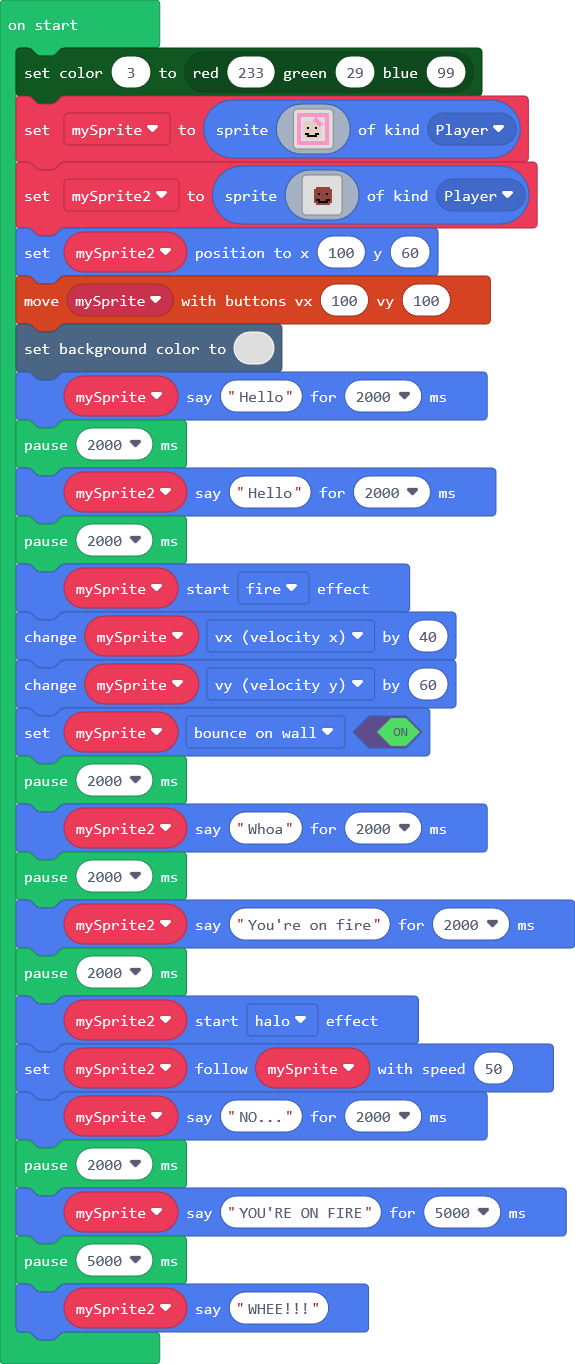 on start
set color 3 to red 233 green 29 blue 99
set mySprite to sprite of kind Player
set mySprite2 to sprite of kind Player
set mySprite2 position to x 100 y 60
move mySprite with buttons vx 100 vy 100
set background color to
mySprite say "Hello" for 2000 ms
pause 2000 ms
mySprite2 say "Hello" for 2000 ms
pause 2000 ms
mySprite start fire effect
change mySprite vx (velocity x) by 40
change mySprite vy (velocity y) by 60
set mySprite bounce on wall ON
pause 2000 ms
mySprite2 say "Whoa" for 2000 ms
pause 2000 ms
mySprite2 say "You're on fire" for 2000 ms
pause 2000 ms
mySprite2 start halo effect
set mySprite2 follow mySprite with speed 50
mySprite say "NO..." for 2000 ms
pause 2000 ms
mySprite say "YOU'RE ON FIRE" for 5000 ms
pause 5000 ms
mySprite2 say "WHEE!!!"